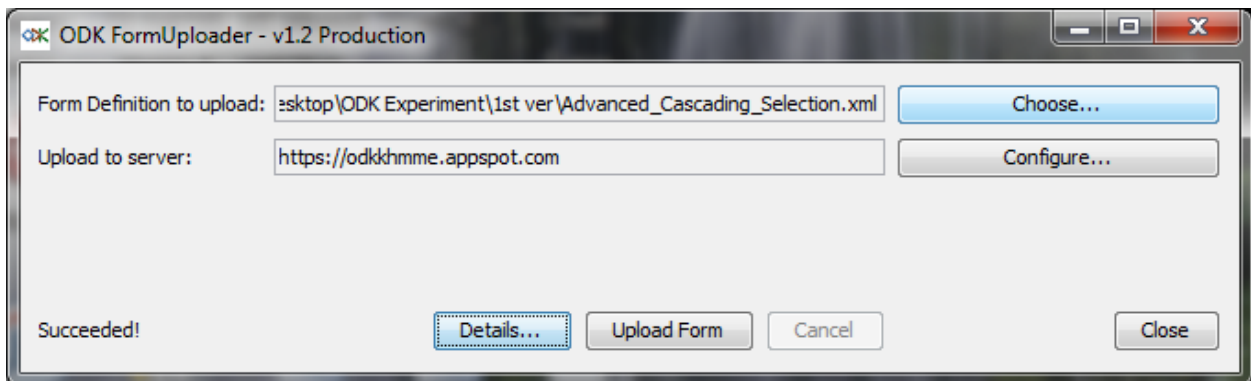 ODK ODK FormUploader - v1.2 Production
Form Definition to upload: esktop\ODK Experiment\1st ver\Advanced_Cascading_Selection.xml Choose...
Upload to server: https://odkkhmme.appspot.com Configure...
Succeeded! Details... Upload Form Cancel Close